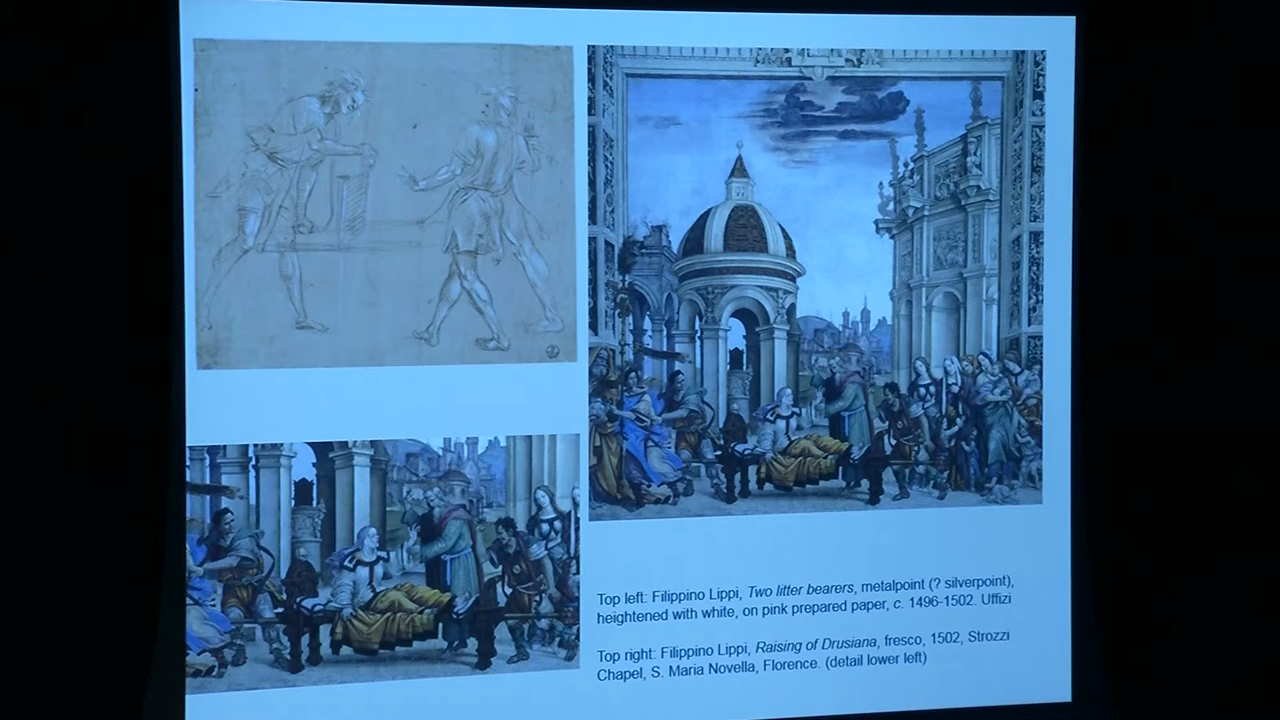 Top left: Filippino Lippi, Two litter bearers, metalpoint (? silverpoint),
heightened with white, on pink prepared paper, c. 1496-1502. Uffizi
Top right: Filippino Lippi, Raising of Drusiana, fresco, 1502, Strozzi
Chapel, S. Maria Novella, Florence. (detail lower left)